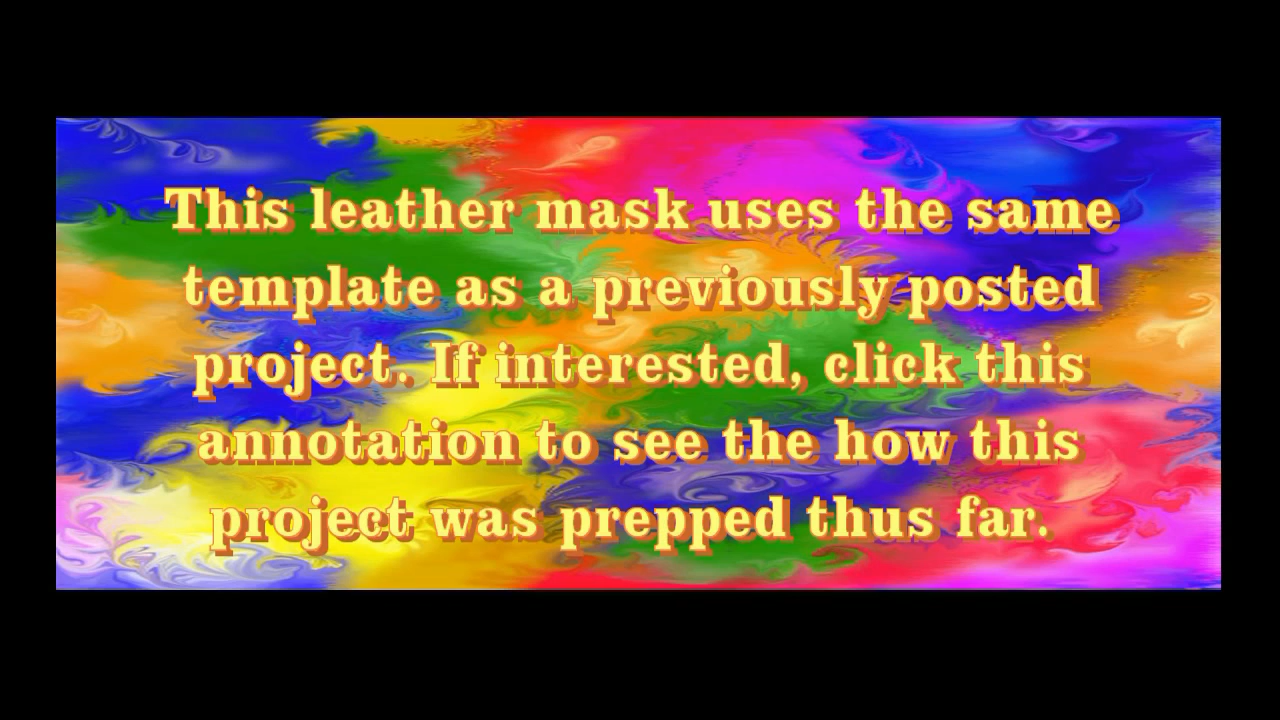 This leather mask uses the same
template as a previously posted
project. If interested, click this
annotation to see the how this
project was prepped thus far.